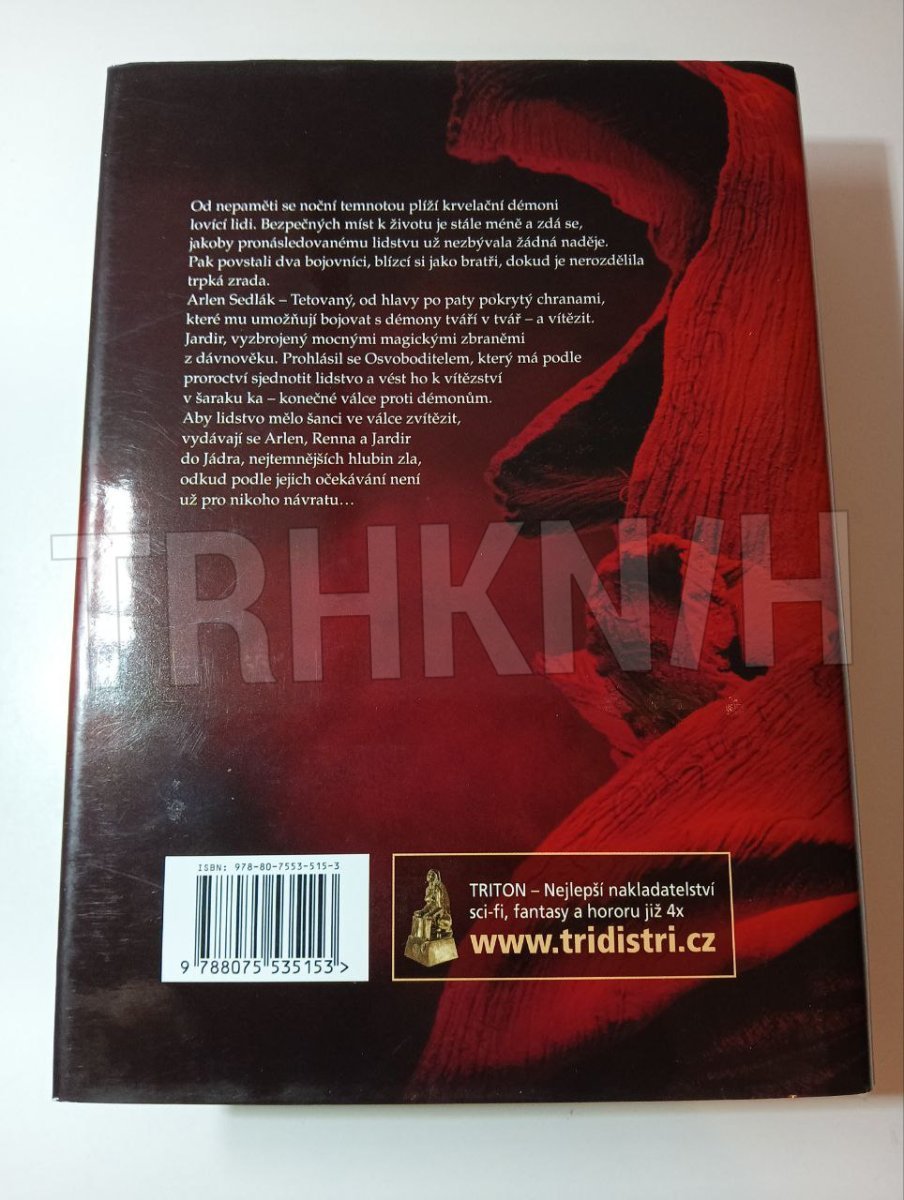 Od nepaměti se noční temnotou plíží krvelační démoni
lovící lidi. Bezpečných míst k životu je stále méně a zdá se,
jakoby pronásledovanému lidstvu už nezbývala žádná naděje.
Pak povstali dva bojovníci, blízcí si jako bratři, dokud je nerozdělila
trpká zrada.
Arlen Sedlák – Tetovaný, od hlavy po paty pokrytý chranami,
které mu umožňují bojovat s démony tváří v tvář – a vítězit.
Jardir, vyzbrojený mocnými magickými zbraněmi
z dávnověku. Prohlásil se Osvoboditelem, který má podle
proroctví sjednotit lidstvo a vést ho k vítězství
v šaraku ka – konečné válce proti démonům.
Aby lidstvo mělo šanci ve válce zvítězit,
vydávají se Arlen, Renna a Jardir
do Jádra, nejtemnějších hlubin zla,
odkud podle jejich očekávání není
už pro nikoho návratu…
TRHKN/H
ISBN: 978-80-7553-515-3
9 788075 535153>
TRITON – Nejlepší nakladatelství
sci-fi, fantasy a hororu již 4x
www.tridistri.cz